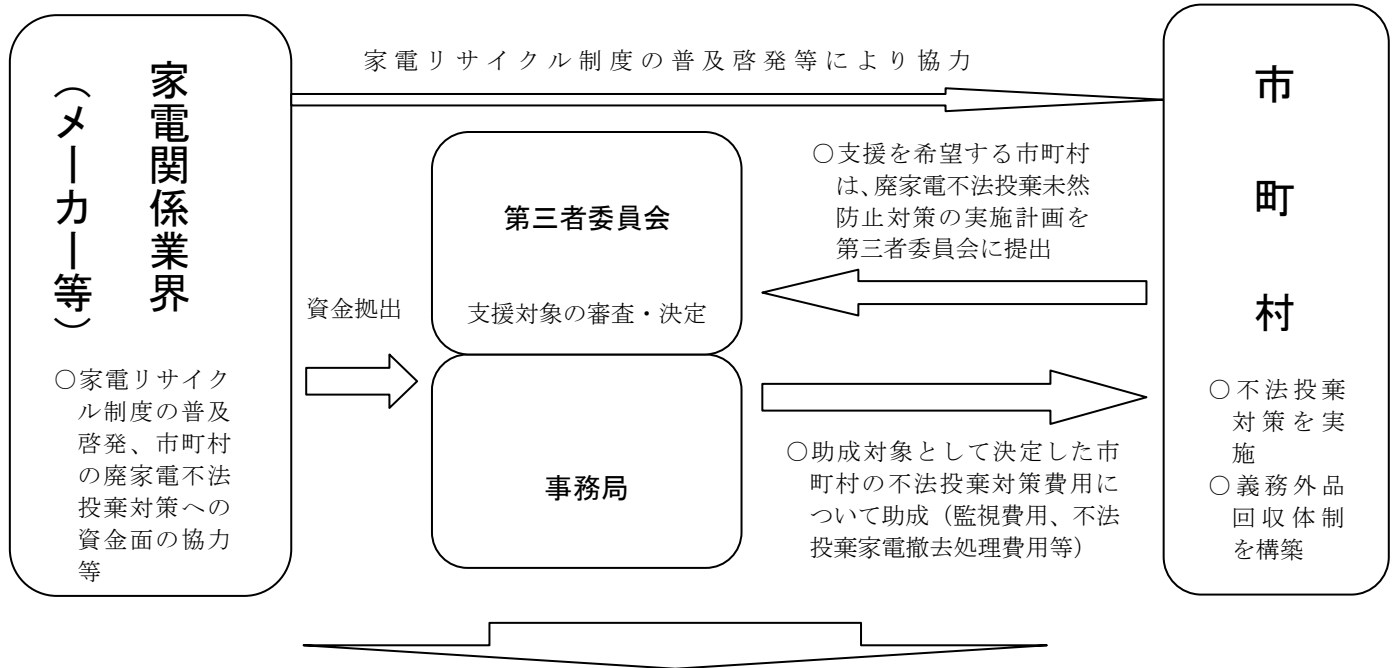 家電リサイクル制度の普及啓発等により協力
家電関係業界
（メーカー等）
○家電リサイク
ル制度の普及
啓発、市町村
の廃家電不法
投棄対策への
資金面の協力
等
資金拠出
第三者委員会
支援対象の審査・決定
事務局
○支援を希望する市町村
は、廃家電不法投棄未然
防止対策の実施計画を
第三者委員会に提出
○助成対象として決定した市
町村の不法投棄対策費用に
ついて助成（監視費用、不法
投棄家電撤去処理費用等）
市町村
○不法投棄
対策を実
施
○義務外品
回収体制
を構築